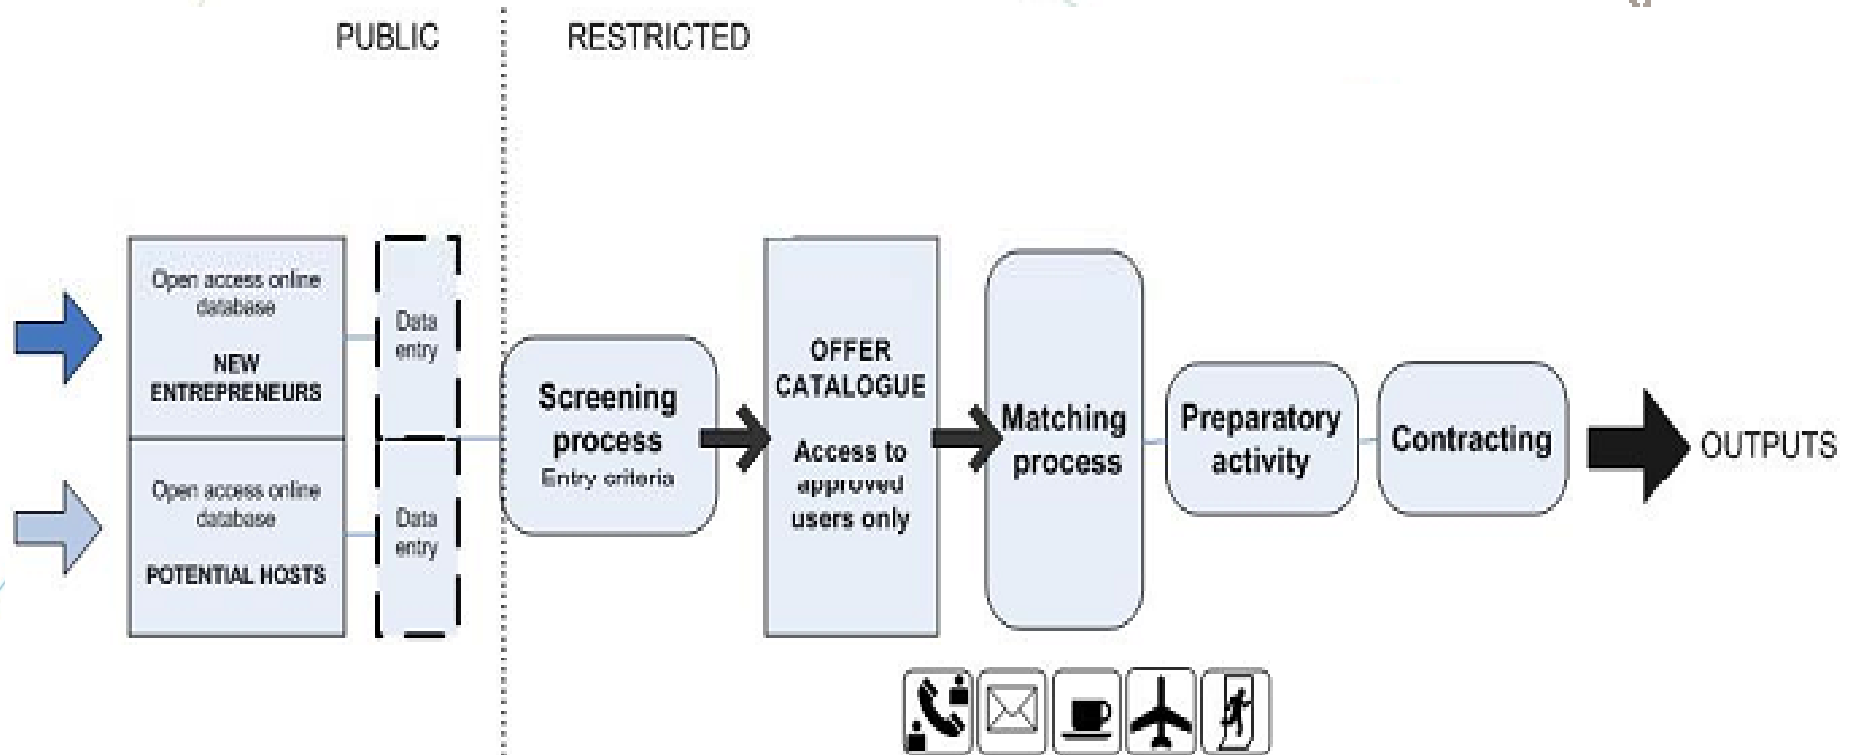 PUBLIC
RESTRICTED
Open access online
database
NEW
ENTREPRENEURS
Data
entry
Open access online
database
POTENTIAL HOSTS
Data
entry
Screening
process
Entry criteria
OFFER
CATALOGUE
Access to
approved
users only
Matching
process
Preparatory
activity
Contracting
OUTPUTS